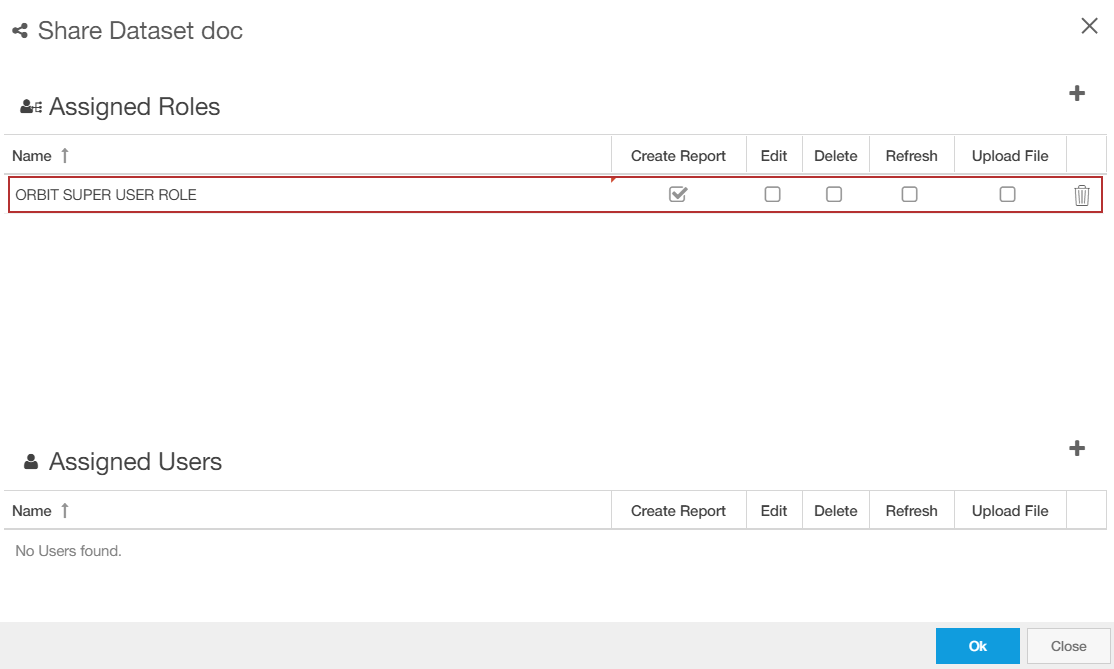 Share Dataset doc
Assigned Roles
Name Create Report Edit Delete Refresh Upload File
ORBIT SUPER USER ROLE
Assigned Users
Name Create Report Edit Delete Refresh Upload File
No Users found.
Ok Close